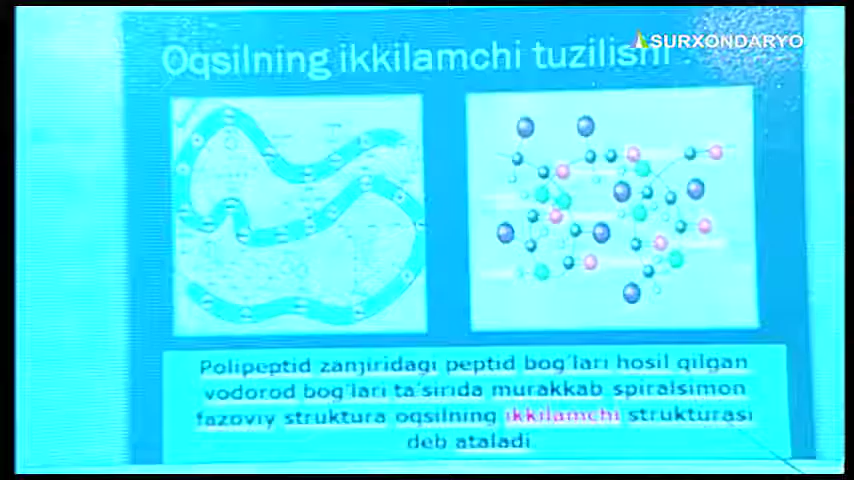 SURXONDARYO
Oqsilning ikkilamchi tuzilishi
Polipeptid zanjiridagi peptid bog'lari hosil qilgan
vodorod bog'lari ta'sirida murakkab spiralsimon
fazoviy struktura oqsilning ikkilamchi strukturasi
deb ataladi